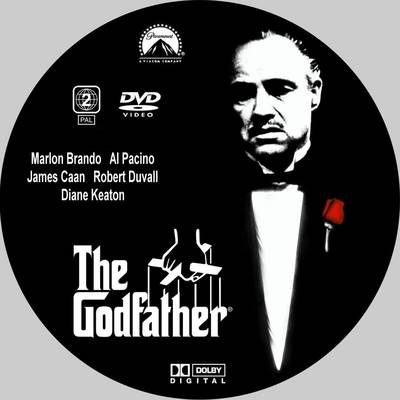 Paramount
A VIACOM COMPANY
2
PAL
DVD
VIDEO
Marlon Brando Al Pacino
James Caan Robert Duvall
Diane Keaton
The
Godfather®
DOLBY
DIGITAL